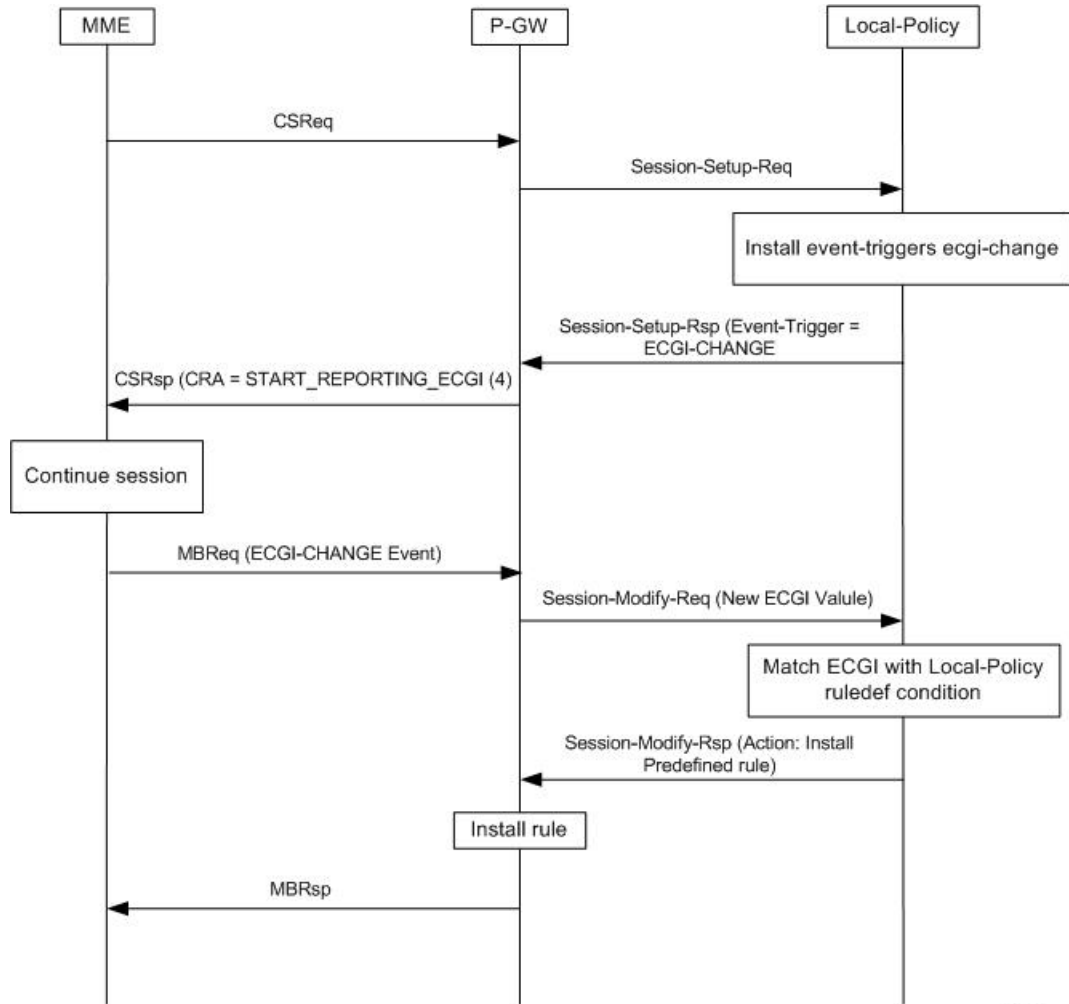 MME
P-GW
Local-Policy
CSReq
Session-Setup-Req
Install event-triggers ecgi-change
Session-Setup-Rsp (Event-Trigger =
ECGI-CHANGE
CSRsp (CRA = START_REPORTING_ECGI (4)
Continue session
MBReq (ECGI-CHANGE Event)
Session-Modify-Req (New ECGI Valule)
Match ECGI with Local-Policy
ruledef condition
Session-Modify-Rsp (Action: Install
Predefined rule)
Install rule
MBRsp